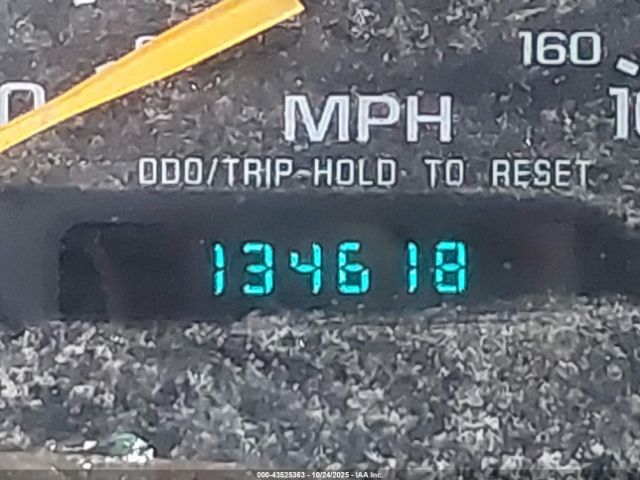 160
MPH
ODO/TRIP-HOLD TO RESET
134618
000-43525363 - 10/24/2025 - IAA Inc.